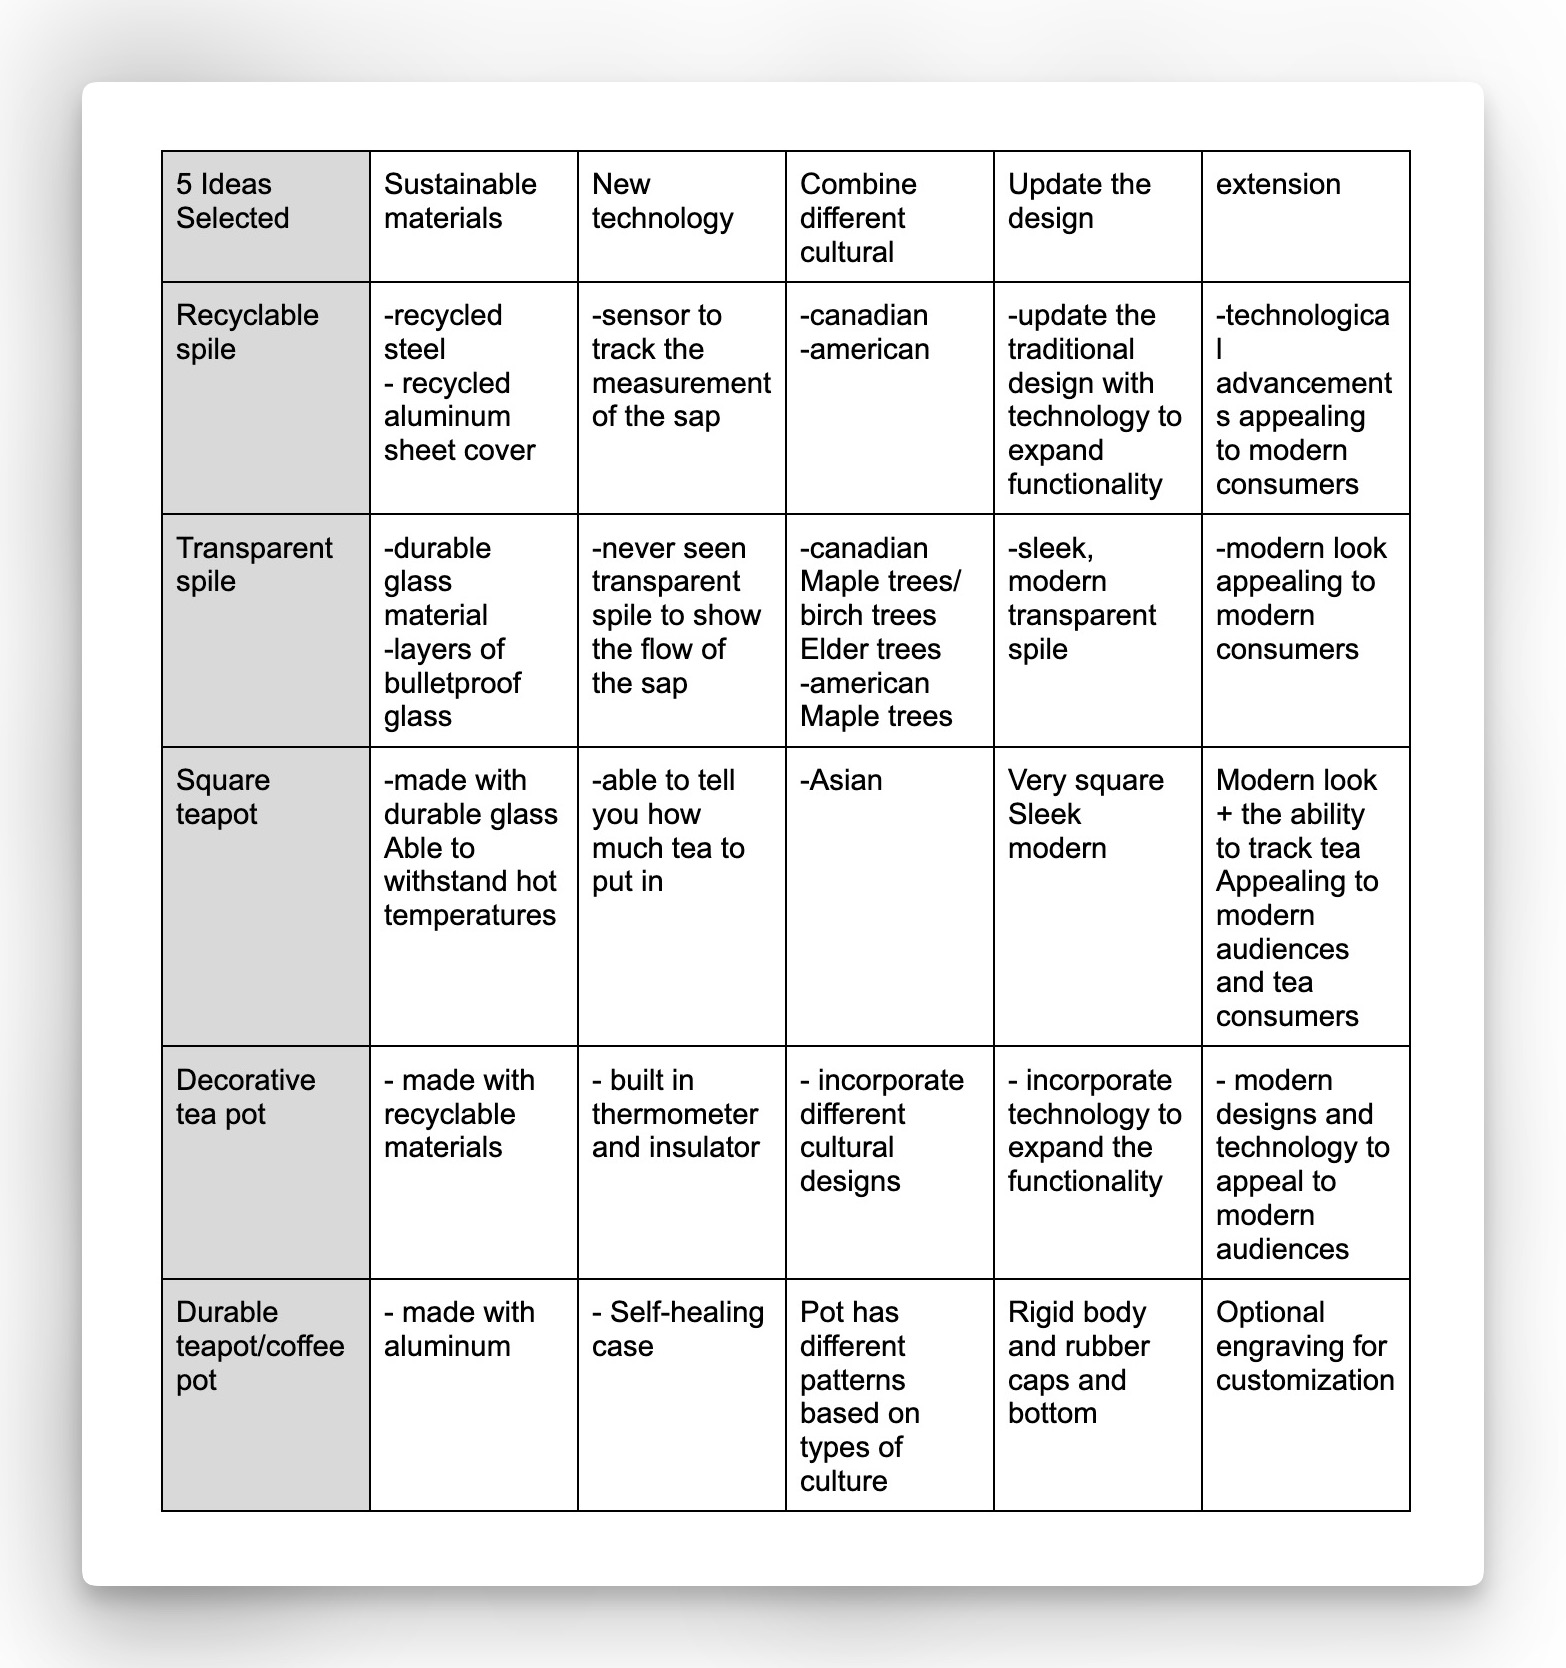 5 Ideas
Selected
Sustainable
materials
New
technology
Combine
different
cultural
Update the
design
extension
Recyclable
spile
-recycled
steel
- recycled
aluminum
sheet cover
-sensor to
track the
measurement
of the sap
-canadian
-american
-update the
traditional
design with
technology to
expand
functionality
-technologica
l
advancement
s appealing
to modern
consumers
Transparent
spile
-durable
glass
material
-layers of
bulletproof
glass
-never seen
transparent
spile to show
the flow of
the sap
-canadian
Maple trees/
birch trees
Elder trees
-american
Maple trees
-sleek,
modern
transparent
spile
-modern look
appealing to
modern
consumers
Square
teapot
-made with
durable glass
Able to
withstand hot
temperatures
-able to tell
you how
much tea to
put in
-Asian
Very square
Sleek
modern
Modern look
+ the ability
to track tea
Appealing to
modern
audiences
and tea
consumers
Decorative
tea pot
- made with
recyclable
materials
- built in
thermometer
and insulator
- incorporate
different
cultural
designs
- incorporate
technology to
expand the
functionality
- modern
designs and
technology to
appeal to
modern
audiences
Durable
teapot/coffee
pot
- made with
aluminum
- Self-healing
case
Pot has
different
patterns
based on
types of
culture
Rigid body
and rubber
caps and
bottom
Optional
engraving for
customization